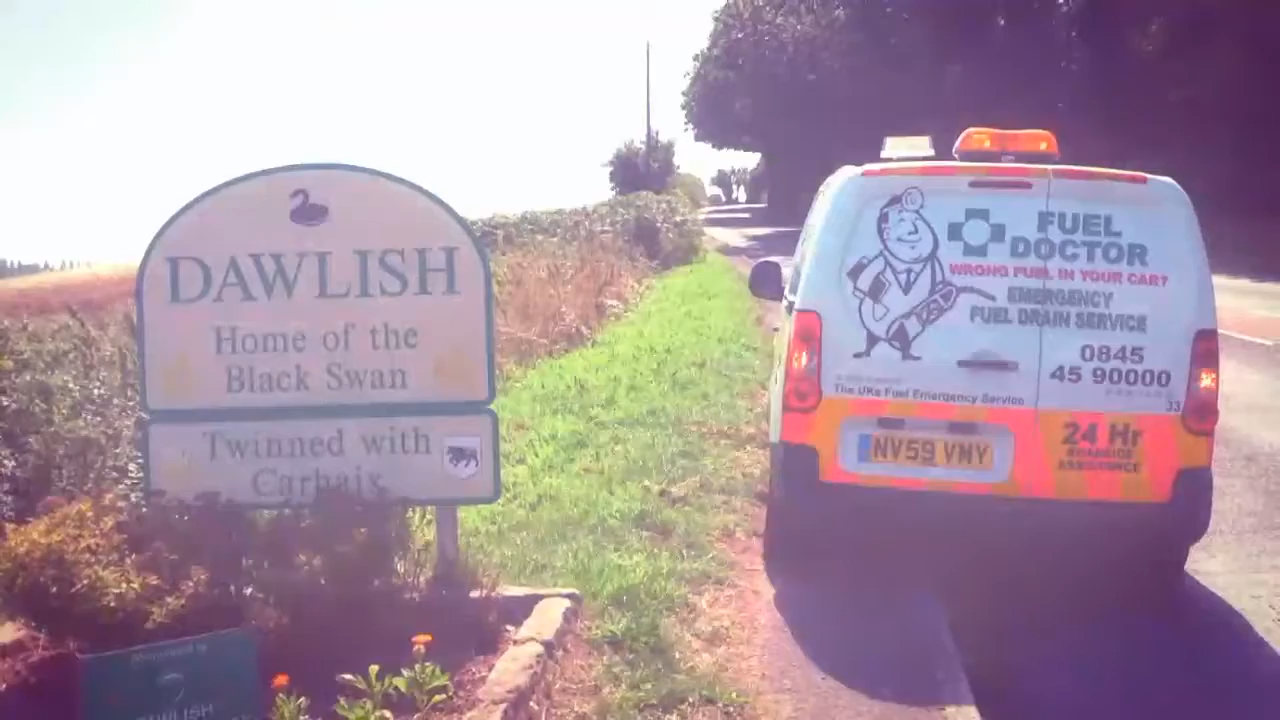 DAWLISH
Home of the
Black Swan
Twinned with
Carhaix
DAWLISH
FUEL
DOCTOR
WRONG FUEL IN YOUR CAR?
EMERGENCY
FUEL DRAIN SERVICE
0845
45 90000
The UKs Fuel Emergency Service
33
NV59 VMY
24 Hr
ROADSIDE
ASSISTANCE